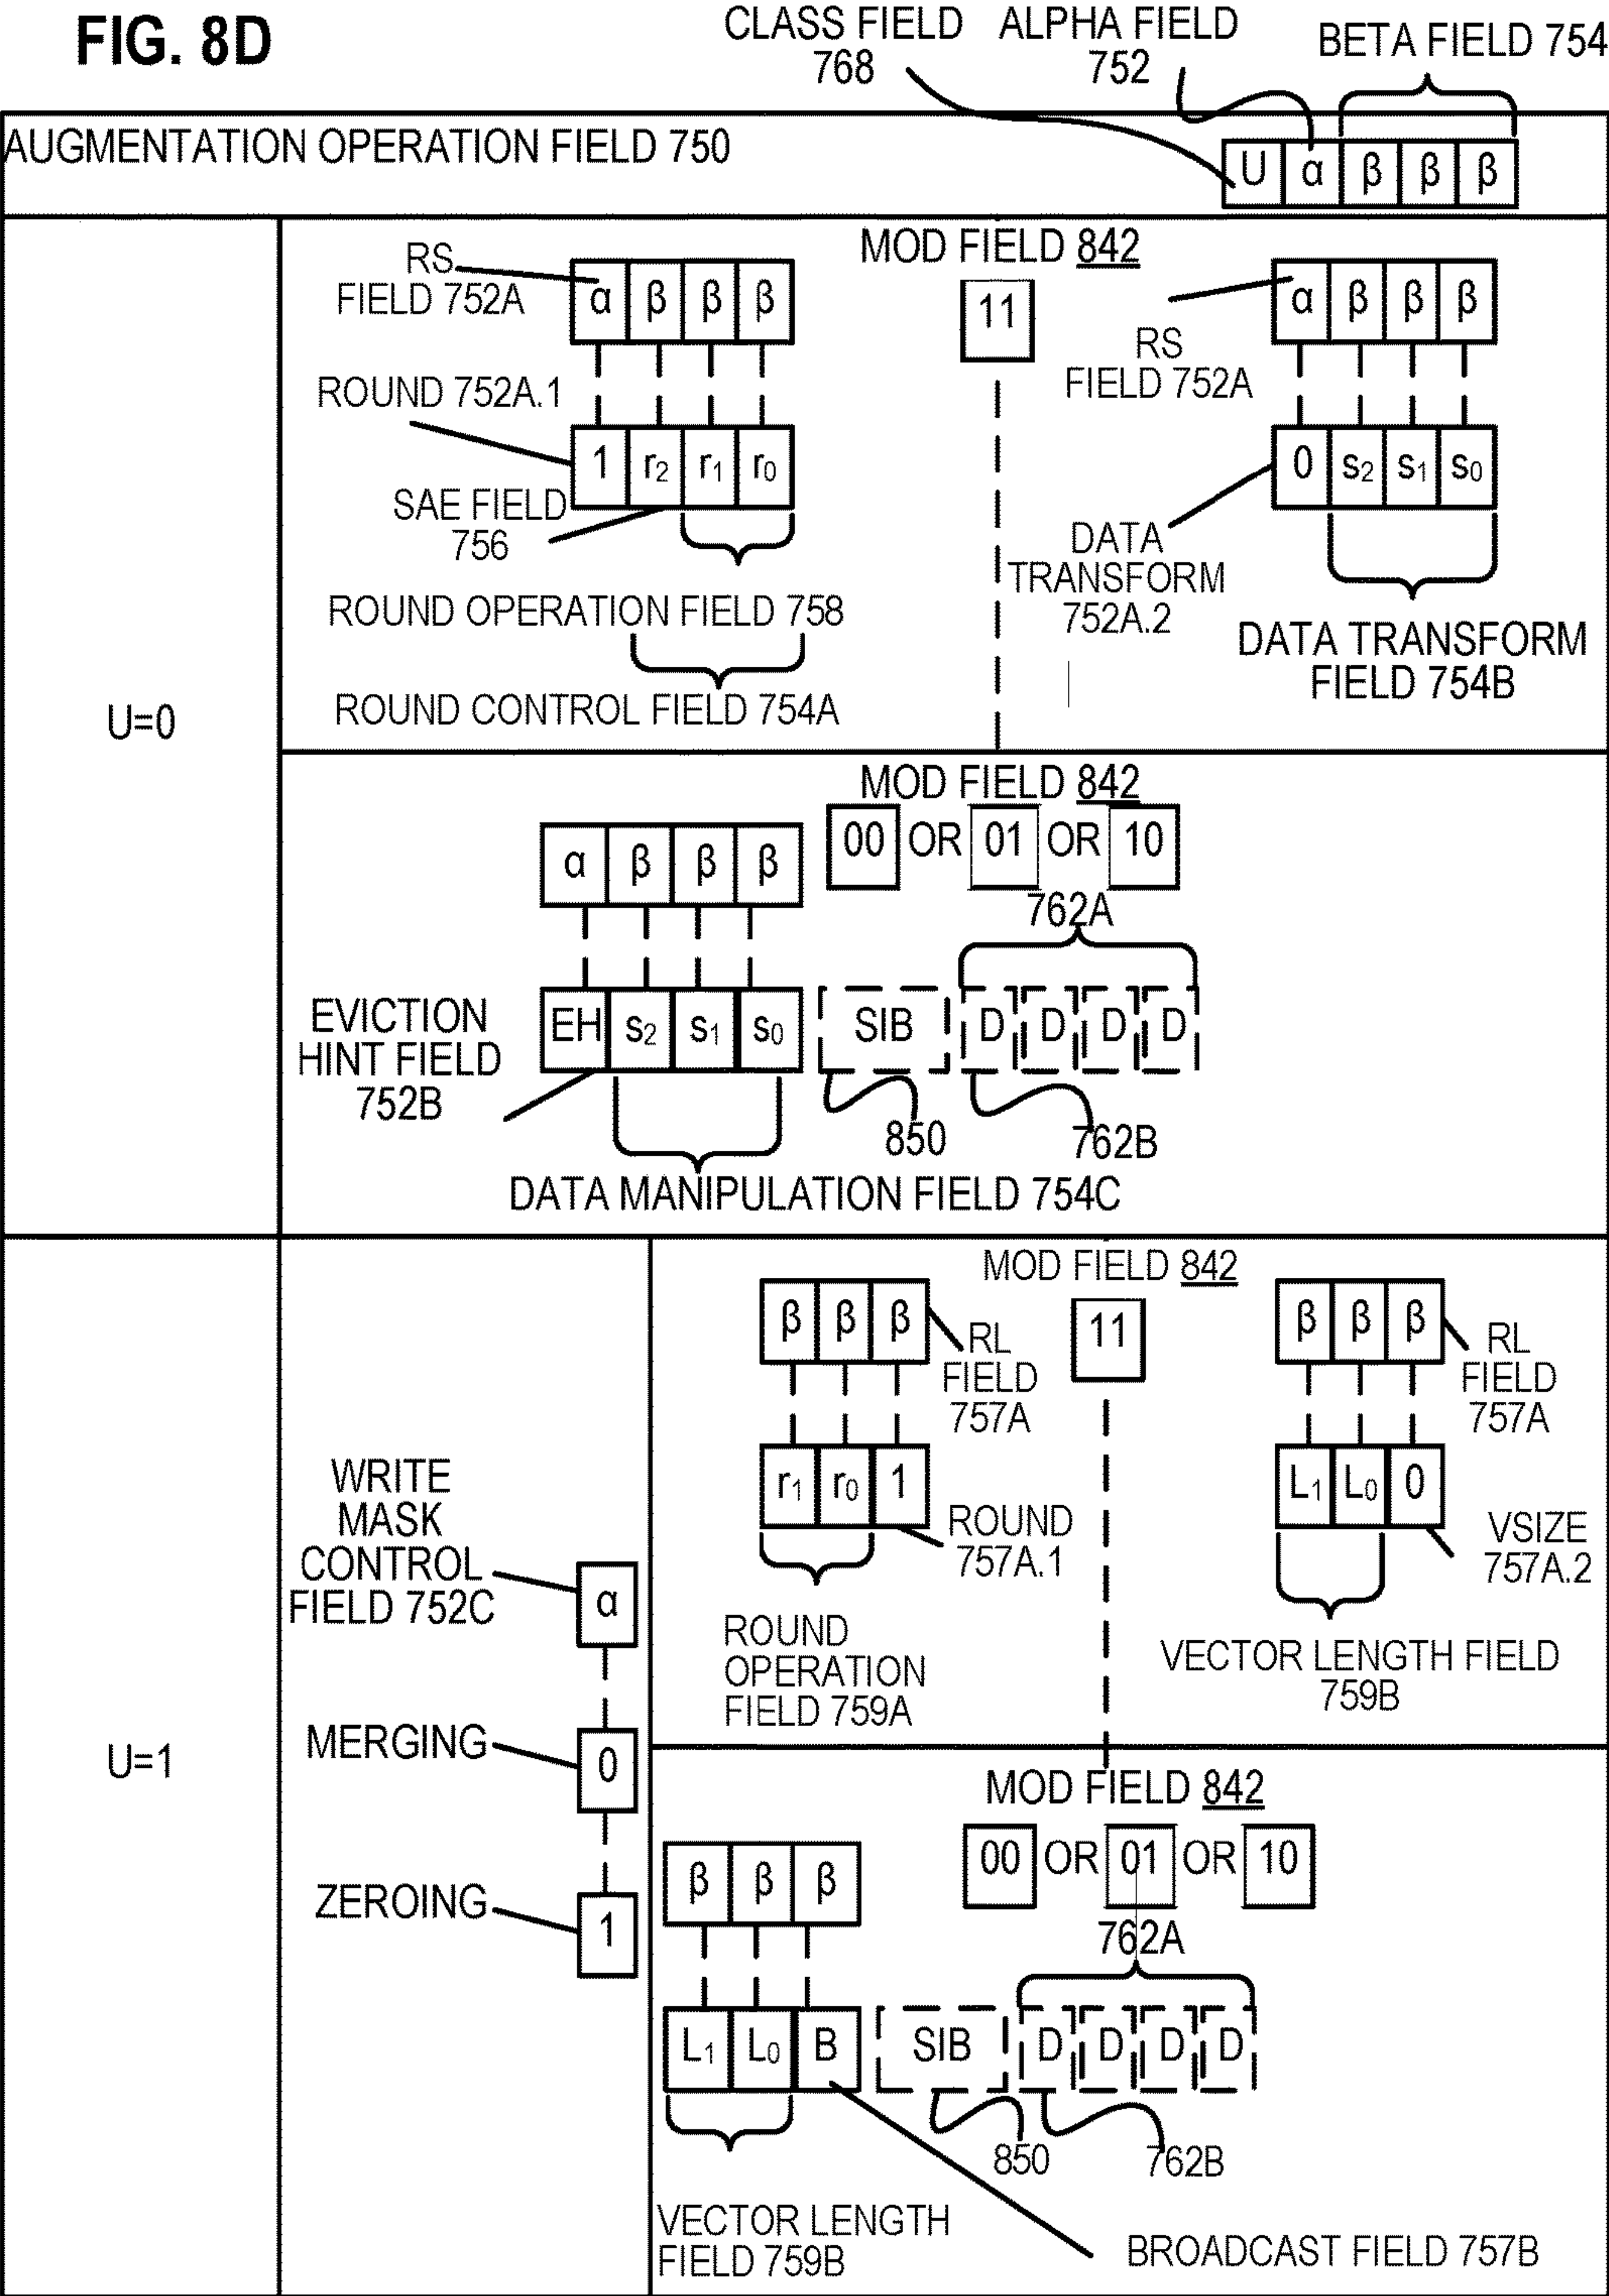 FIG. 8D
CLASS FIELD
768
ALPHA FIELD
752
BETA FIELD 754
AUGMENTATION OPERATION FIELD 750
U α β β β
U=0
MOD FIELD 842
11
RS
FIELD 752A
α β β β
ROUND 752A.1
1 r₂ r₁ r₀
SAE FIELD
756
ROUND OPERATION FIELD 758
ROUND CONTROL FIELD 754A
α β β β
RS
FIELD 752A
0 s₂ s₁ s₀
DATA
TRANSFORM
752A.2
DATA TRANSFORM
FIELD 754B
MOD FIELD 842
00 OR 01 OR 10
α β β β
762A
EVICTION
HINT FIELD
752B
EH s₂ s₁ s₀ SIB D D D D
850
762B
DATA MANIPULATION FIELD 754C
U=1
WRITE
MASK
CONTROL
FIELD 752C
α
MERGING
0
ZEROING
1
MOD FIELD 842
11
β β β
RL
FIELD
757A
r₁ r₀ 1
ROUND
757A.1
ROUND
OPERATION
FIELD 759A
β β β
RL
FIELD
757A
L₁ L₀ 0
VSIZE
757A.2
VECTOR LENGTH FIELD
759B
MOD FIELD 842
00 OR 01 OR 10
β β β
762A
L₁ L₀ B SIB D D D D
850
762B
VECTOR LENGTH
FIELD 759B
BROADCAST FIELD 757B